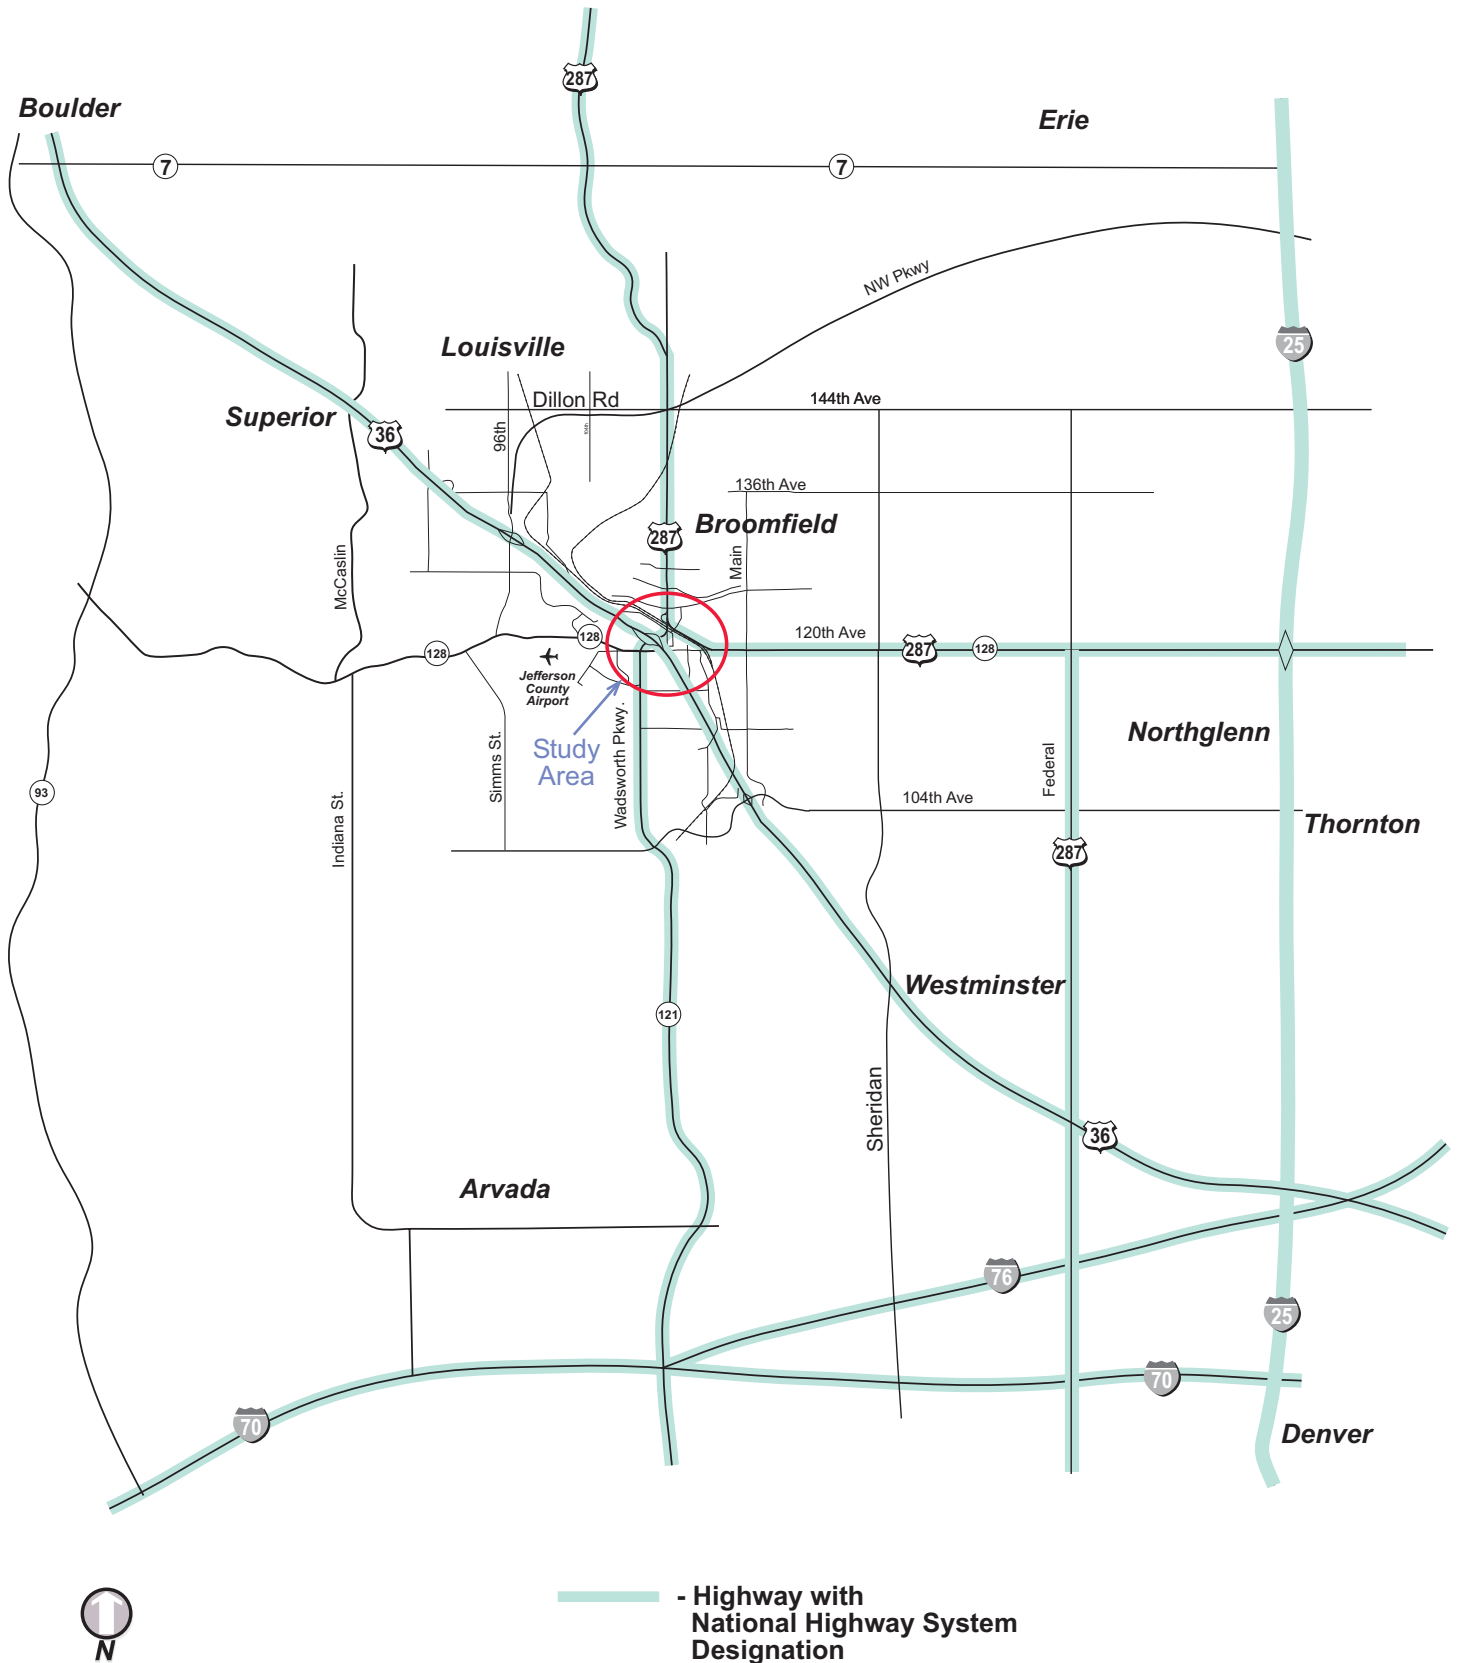 287
Boulder
Erie
7
7
NW Pkwy
25
Louisville
Dillon Rd
144th Ave
Superior
36
96th
136th Ave
Broomfield
287
Main
McCaslin
128
128
120th Ave
287
128
Jefferson
County
Airport
Study
Area
Wadsworth Pkwy.
Simms St.
Northglenn
Federal
93
Indiana St.
104th Ave
Thornton
287
Westminster
121
Sheridan
36
Arvada
76
25
70
70
Denver
N
- Highway with
National Highway System
Designation